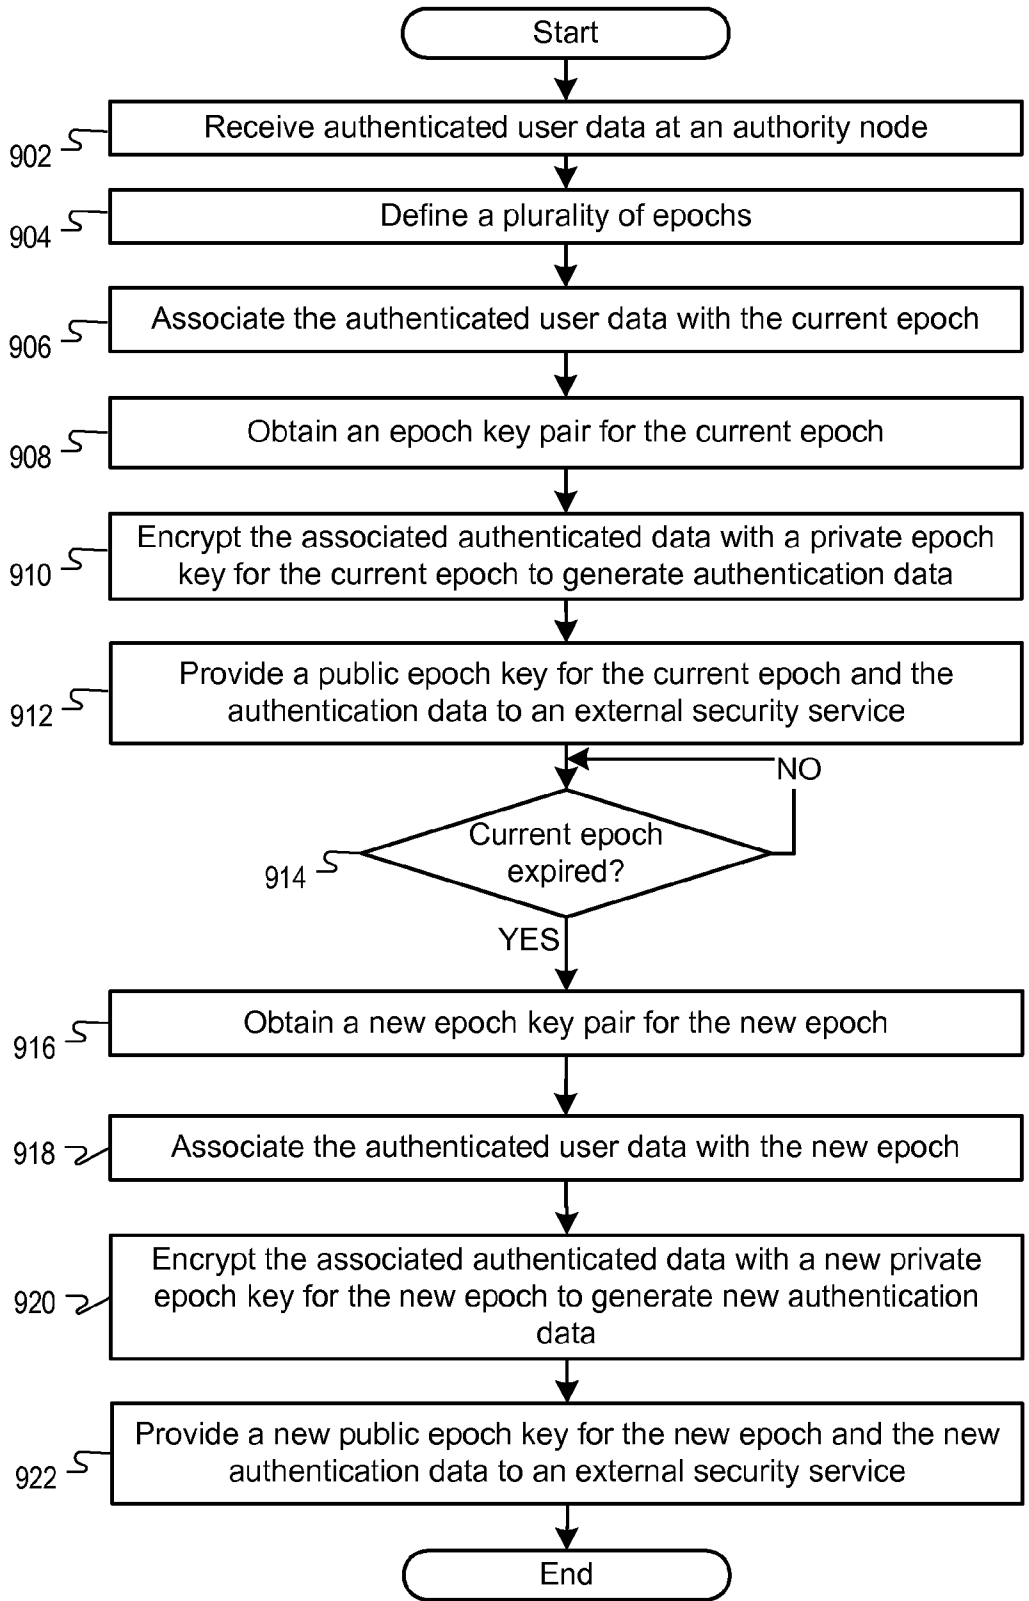 Start
Receive authenticated user data at an authority node
902
Define a plurality of epochs
904
Associate the authenticated user data with the current epoch
906
Obtain an epoch key pair for the current epoch
908
Encrypt the associated authenticated data with a private epoch
key for the current epoch to generate authentication data
910
Provide a public epoch key for the current epoch and the
authentication data to an external security service
912
NO
Current epoch
expired?
914
YES
Obtain a new epoch key pair for the new epoch
916
Associate the authenticated user data with the new epoch
918
Encrypt the associated authenticated data with a new private
epoch key for the new epoch to generate new authentication
data
920
Provide a new public epoch key for the new epoch and the new
authentication data to an external security service
922
End